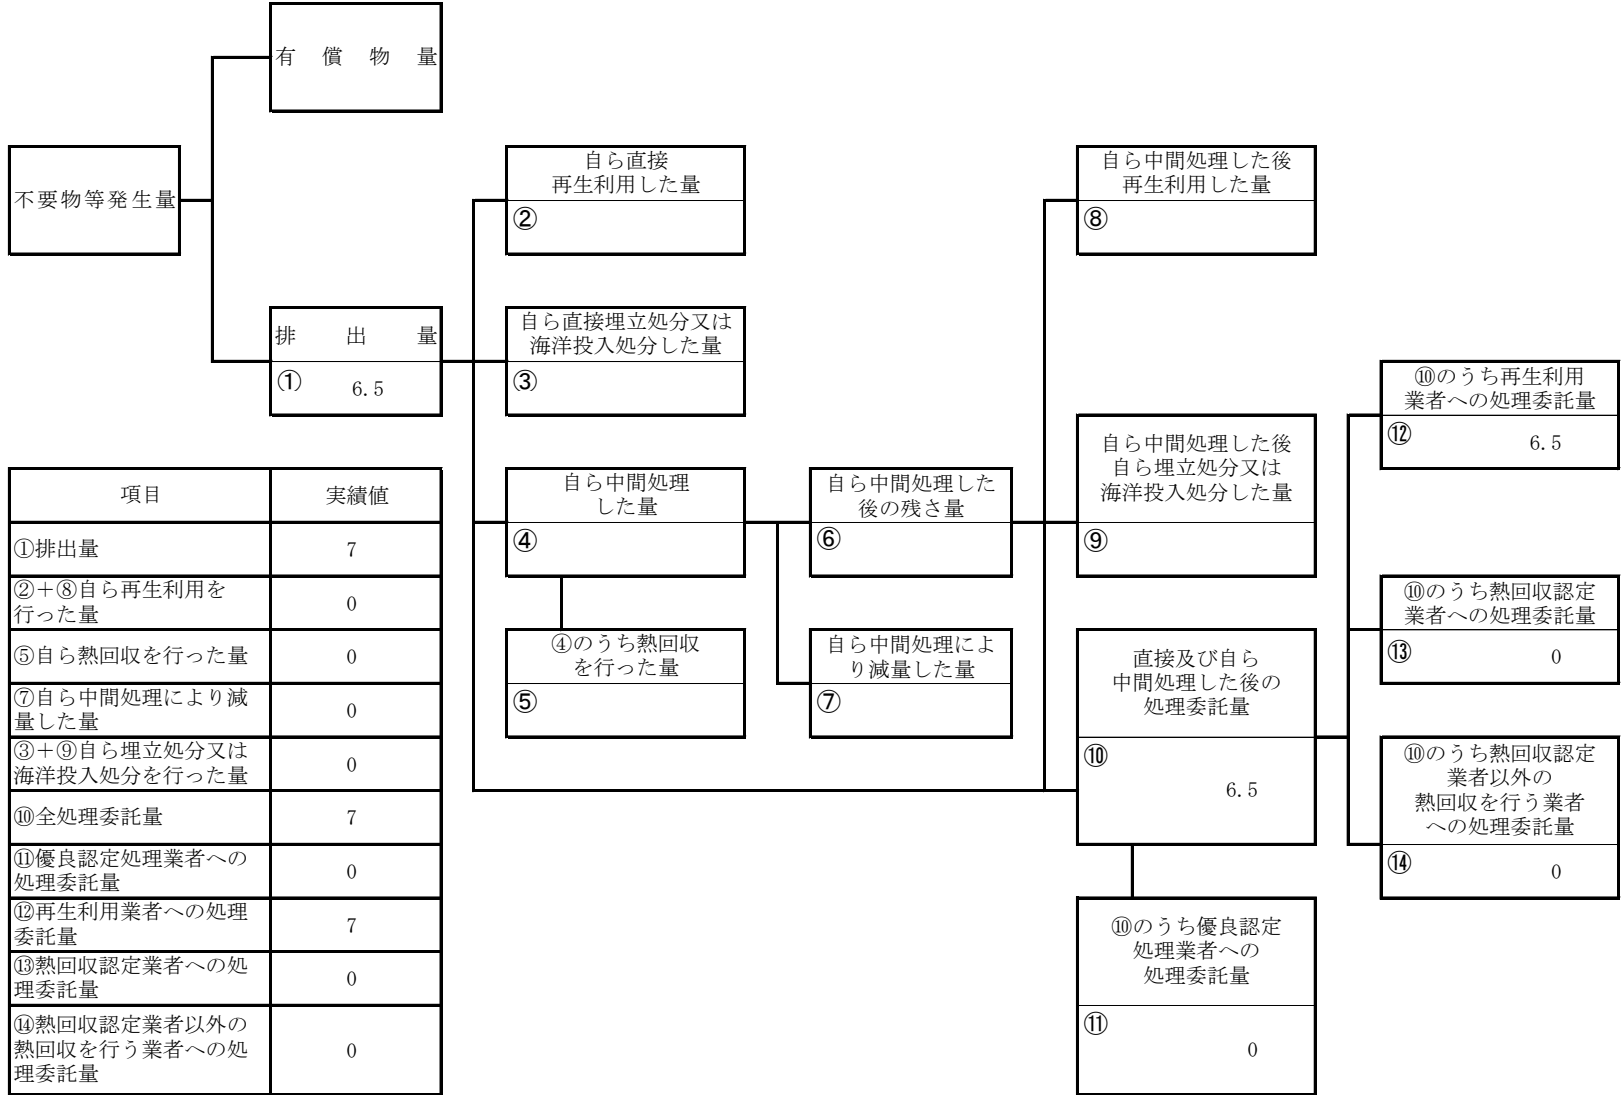 有償物量
不要物等発生量
排出量
① 6.5
自ら直接
再生利用した量
②
自ら直接埋立処分又は
海洋投入処分した量
③
自ら中間処理
した量
④
④のうち熱回収
を行った量
⑤
自ら中間処理した
後の残さ量
⑥
自ら中間処理によ
り減量した量
⑦
自ら中間処理した後
再生利用した量
⑧
自ら中間処理した後
自ら埋立処分又は
海洋投入処分した量
⑨
直接及び自ら
中間処理した後の
処理委託量
⑩
6.5
⑩のうち優良認定
処理業者への
処理委託量
⑪
0
⑩のうち再生利用
業者への処理委託量
⑫ 6.5
⑩のうち熱回収認定
業者への処理委託量
⑬ 0
⑩のうち熱回収認定
業者以外の
熱回収を行う業者
への処理委託量
⑭ 0
項目 実績値
①排出量 7
②+⑧自ら再生利用を
行った量 0
⑤自ら熱回収を行った量 0
⑦自ら中間処理により減
量した量 0
③+⑨自ら埋立処分又は
海洋投入処分を行った量 0
⑩全処理委託量 7
⑪優良認定処理業者への
処理委託量 0
⑫再生利用業者への処理
委託量 7
⑬熱回収認定業者への処
理委託量 0
⑭熱回収認定業者以外の
熱回収を行う業者への処
理委託量 0